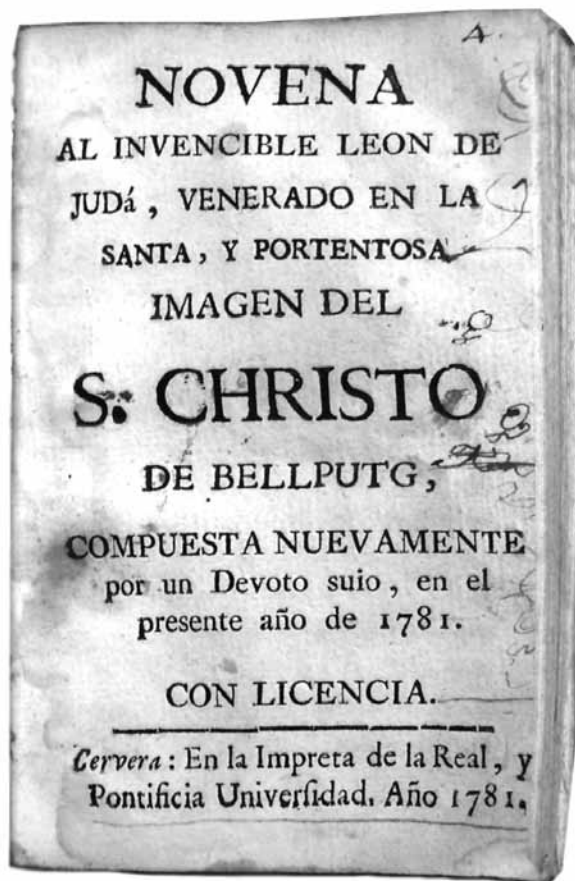 4.
NOVENA
AL INVENCIBLE LEON DE
JUDá, VENERADO EN LA
SANTA, Y PORTENTOSA
IMAGEN DEL
S. CHRISTO
DE BELLPUTG,
COMPUESTA NUEVAMENTE
por un Devoto suio, en el
presente año de 1781.
CON LICENCIA.
Cervera: En la Impreta de la Real, y
Pontificia Univerſidad. Año 1781.